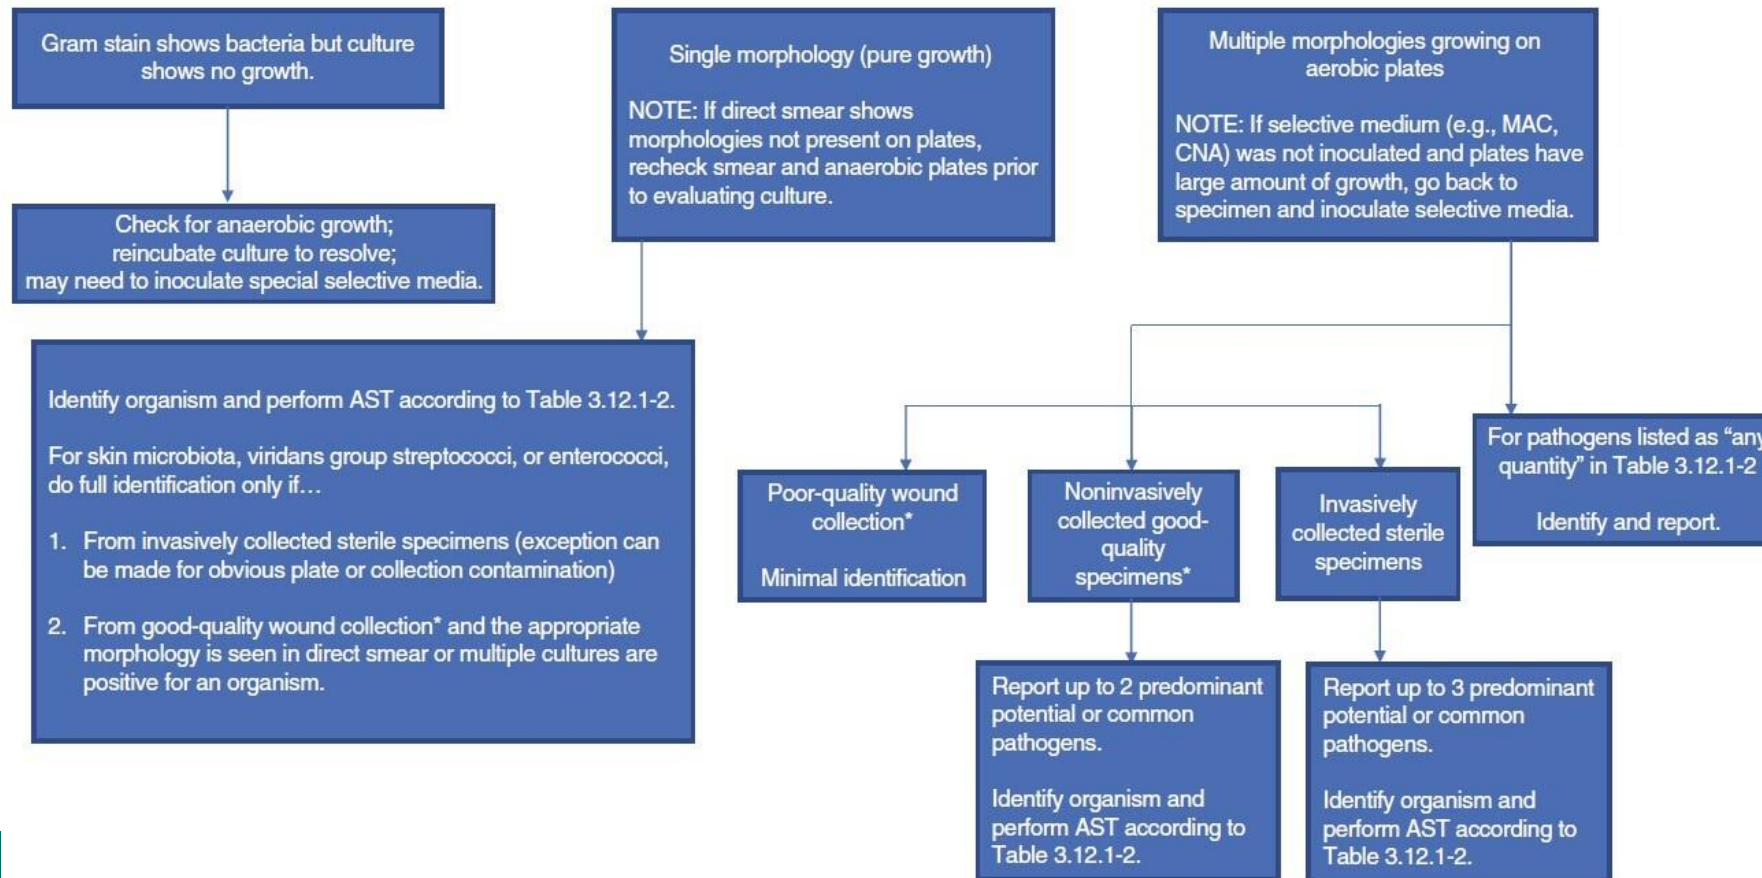 Gram stain shows bacteria but culture
shows no growth.
Check for anaerobic growth;
reincubate culture to resolve;
may need to inoculate special selective media.
Single morphology (pure growth)
NOTE: If direct smear shows
morphologies not present on plates,
recheck smear and anaerobic plates prior
to evaluating culture.
Identify organism and perform AST according to Table 3.12.1-2.
For skin microbiota, viridans group streptococci, or enterococci,
do full identification only if…
1. From invasively collected sterile specimens (exception can
be made for obvious plate or collection contamination)
2. From good-quality wound collection* and the appropriate
morphology is seen in direct smear or multiple cultures are
positive for an organism.
Multiple morphologies growing on
aerobic plates
NOTE: If selective medium (e.g., MAC,
CNA) was not inoculated and plates have
large amount of growth, go back to
specimen and inoculate selective media.
Poor-quality wound
collection*
Minimal identification
Noninvasively
collected good-
quality
specimens*
Report up to 2 predominant
potential or common
pathogens.
Identify organism and
perform AST according to
Table 3.12.1-2.
Invasively
collected sterile
specimens
Report up to 3 predominant
potential or common
pathogens.
Identify organism and
perform AST according to
Table 3.12.1-2.
For pathogens listed as “any
quantity” in Table 3.12.1-2
Identify and report.